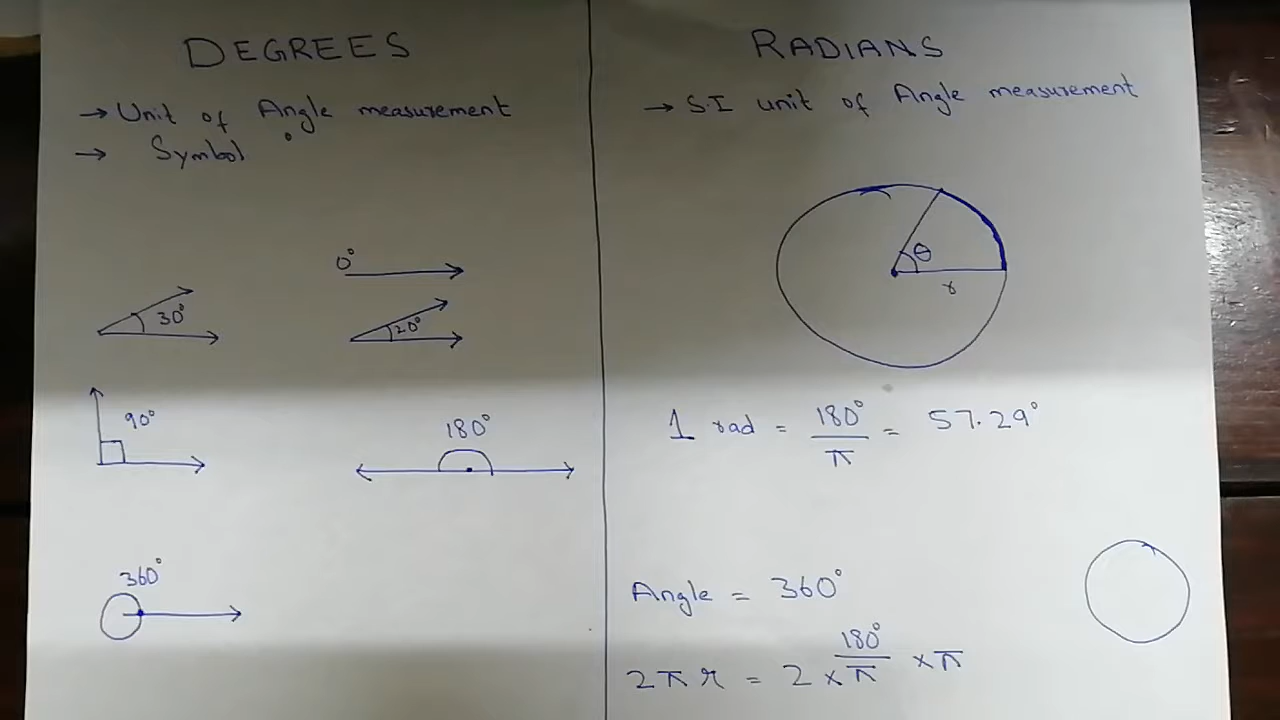 DEGREES
→ Unit of Angle measurement
→ Symbol °
0°
30°
20°
90°
180°
360°
RADIANS
→ S.I unit of Angle measurement
θ
r
1 rad = 180°/π = 57.29°
Angle = 360°
2πr = 2 × 180°/π × π